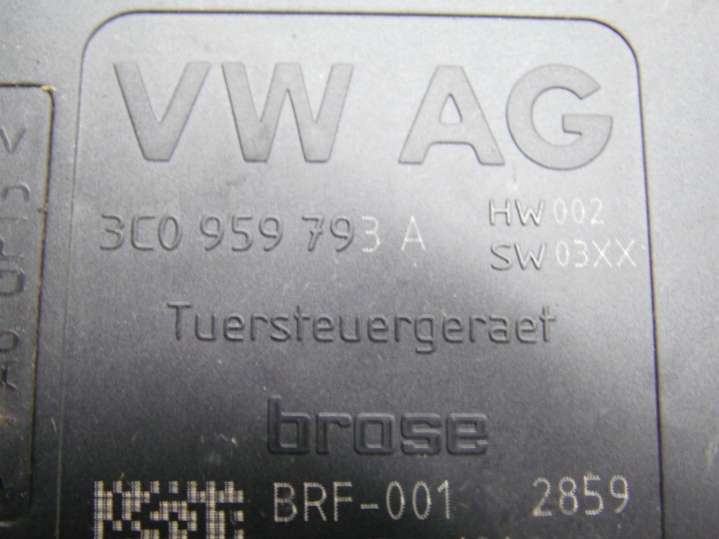 VW AG
3C0 959 793 A
HW 002
SW 03XX
Tuersteuergeraet
brose
BRF-001 2859